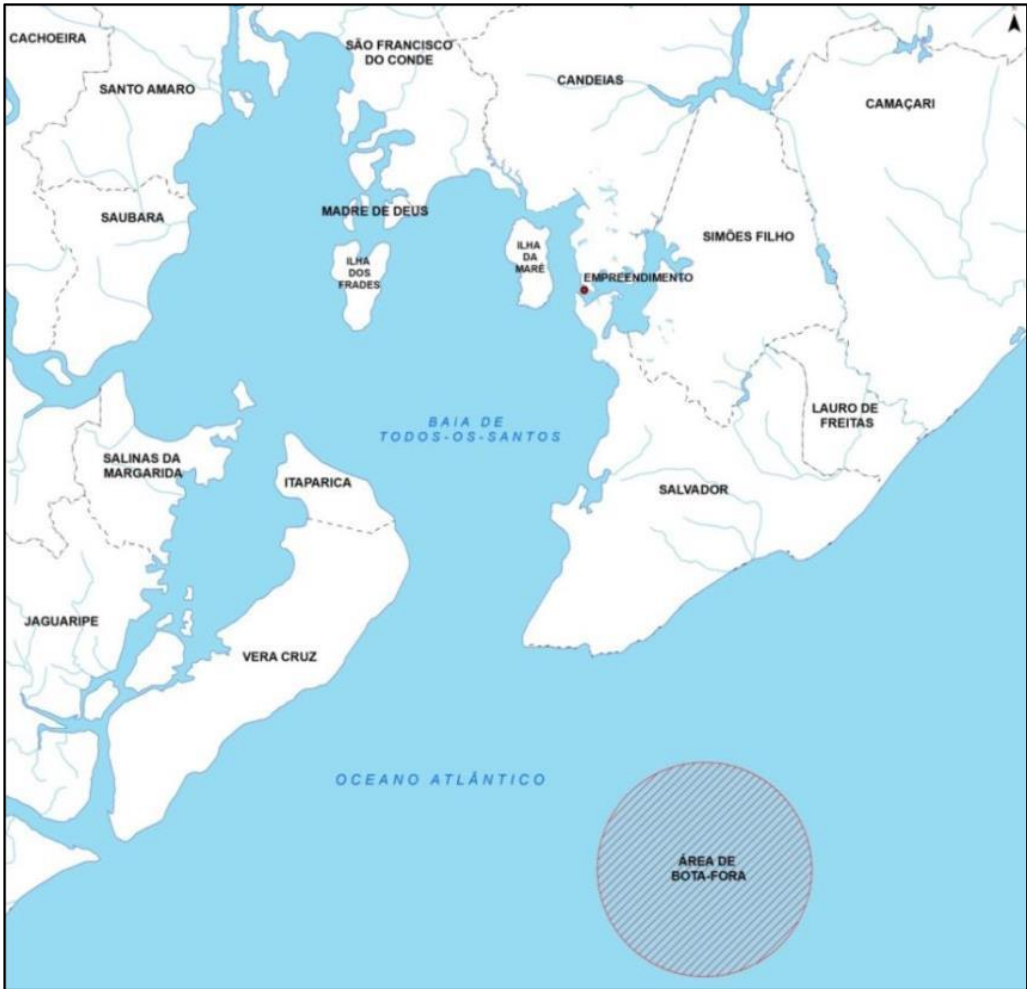 CACHOEIRA
SÃO FRANCISCO
DO CONDE
SANTO AMARO
CANDEIAS
CAMAÇARI
SAUBARA
MADRE DE DEUS
ILHA
DOS
FRADES
ILHA
DA
MARÉ
SIMÕES FILHO
EMPREENDIMENTO
BAIA DE
TODOS-OS-SANTOS
LAURO DE
FREITAS
SALINAS DA
MARGARIDA
ITAPARICA
SALVADOR
JAGUARIPE
VERA CRUZ
OCEANO ATLÂNTICO
ÁREA DE
BOTA-FORA